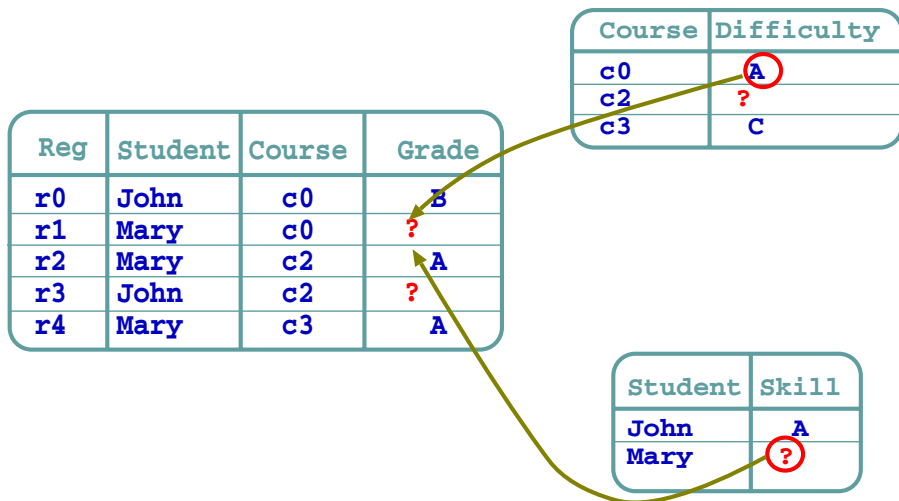 Course Difficulty
c0 A
c2 ?
c3 C
Reg Student Course Grade
r0 John c0 B
r1 Mary c0 ?
r2 Mary c2 A
r3 John c2 ?
r4 Mary c3 A
Student Skill
John A
Mary ?